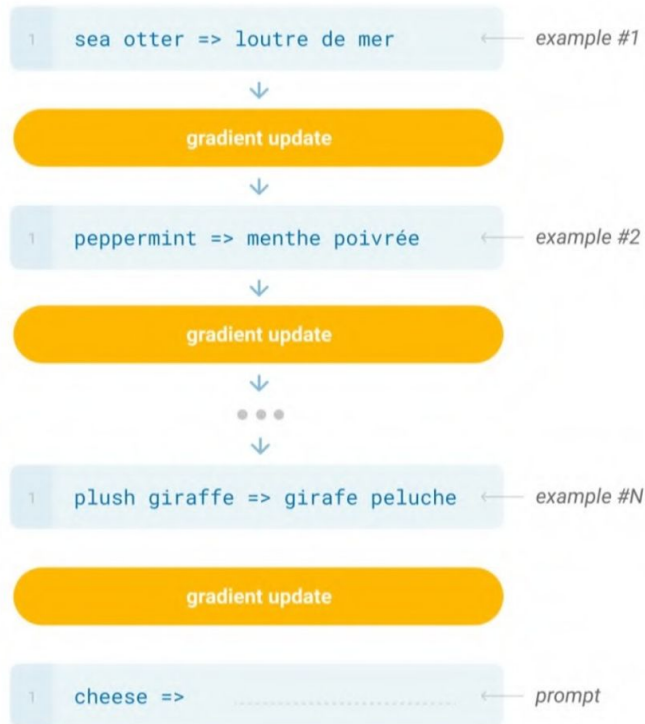 1 sea otter => loutre de mer example #1
gradient update
1 peppermint => menthe poivrée example #2
gradient update
1 plush giraffe => girafe peluche example #N
gradient update
1 cheese => prompt